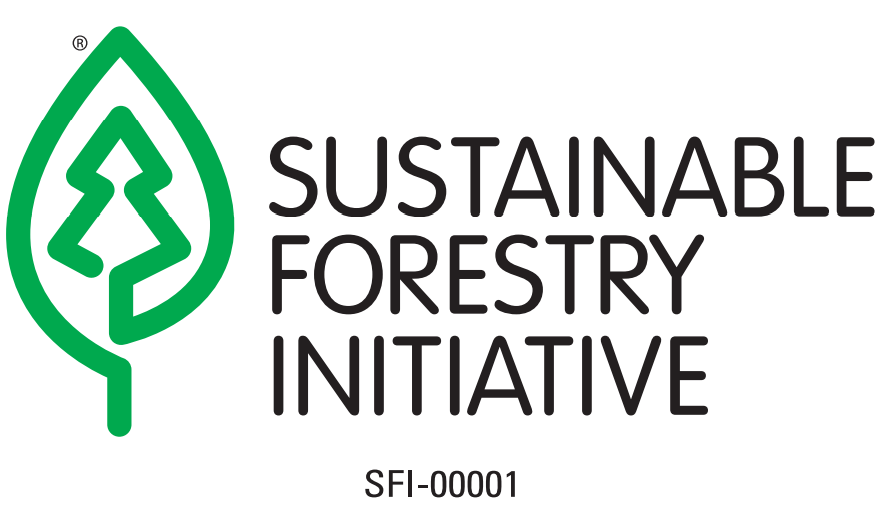 ®
SUSTAINABLE
FORESTRY
INITIATIVE
SFI-00001